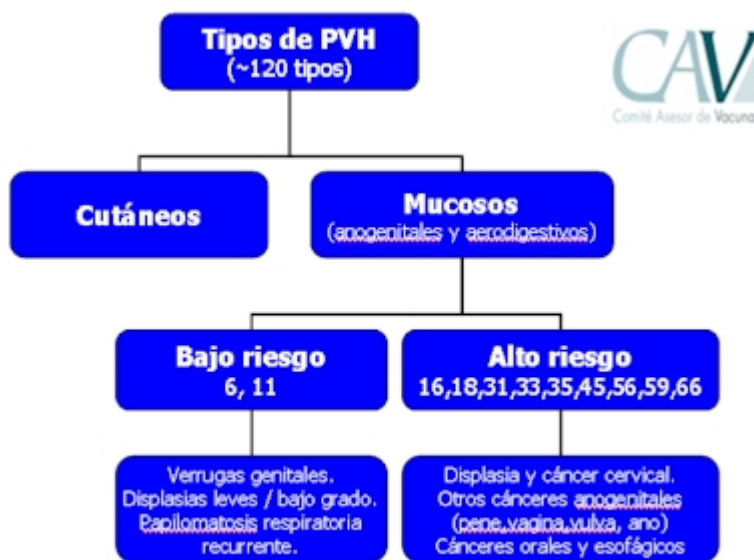 Tipos de PVH
(~120 tipos)
CAV
Comité Asesor de Vacuna
Cutáneos
Mucosos
(anogenitales y aerodigestivos)
Bajo riesgo
6, 11
Alto riesgo
16,18,31,33,35,45,56,59,66
Verrugas genitales.
Displasias leves / bajo grado.
Papilomatosis respiratoria
recurrente.
Displasia y cáncer cervical.
Otros cánceres anogenitales
(pene,vagina,vulva, ano)
Cánceres orales y esofágicos